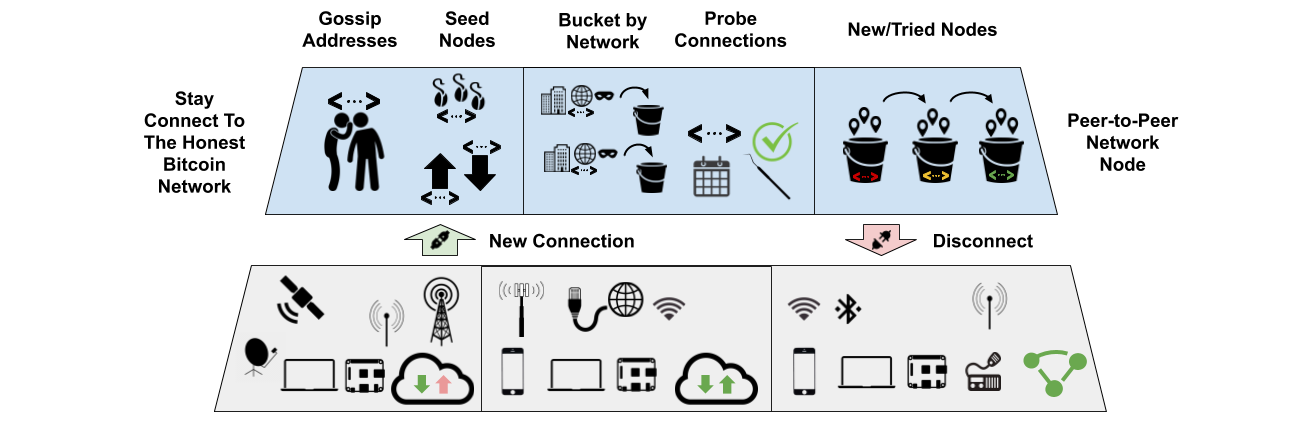 Gossip
Addresses
Seed
Nodes
Bucket by
Network
Probe
Connections
New/Tried Nodes
Stay
Connect To
The Honest
Bitcoin
Network
Peer-to-Peer
Network
Node
New Connection
Disconnect